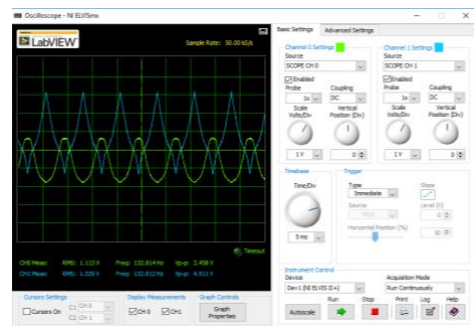 Oscilloscope - NI ELVISmx
LabVIEW
Sample Rate: 50.00 kS/s
Timeout
CH0 Meas: RMS: 1.113 V Freq: 132.814 Hz Vp-p: 2.458 V
CH1 Meas: RMS: 1.320 V Freq: 132.812 Hz Vp-p: 4.511 V
Cursors Settings
Cursors On
C1 CH 0
C2 CH 1
Display Measurements
CH 0
CH1
Graph Controls
Graph
Properties
Basic Settings
Advanced Settings
Channel 0 Settings
Source
SCOPE CH 0
Enabled
Probe
Coupling
1x
DC
Scale
Volts/Div
Vertical
Position (Div)
1 V
0
Channel 1 Settings
Source
SCOPE CH 1
Enabled
Probe
Coupling
1x
DC
Scale
Volts/Div
Vertical
Position (Div)
1 V
0
Timebase
Time/Div
5 ms
Trigger
Type
Immediate
Slope
Source
Level (V)
0
Horizontal Position (%)
50
Instrument Control
Device
Dev1 (NI ELVIS II+)
Acquisition Mode
Run Continuously
Run
Stop
Print
Log
Help
Autoscale